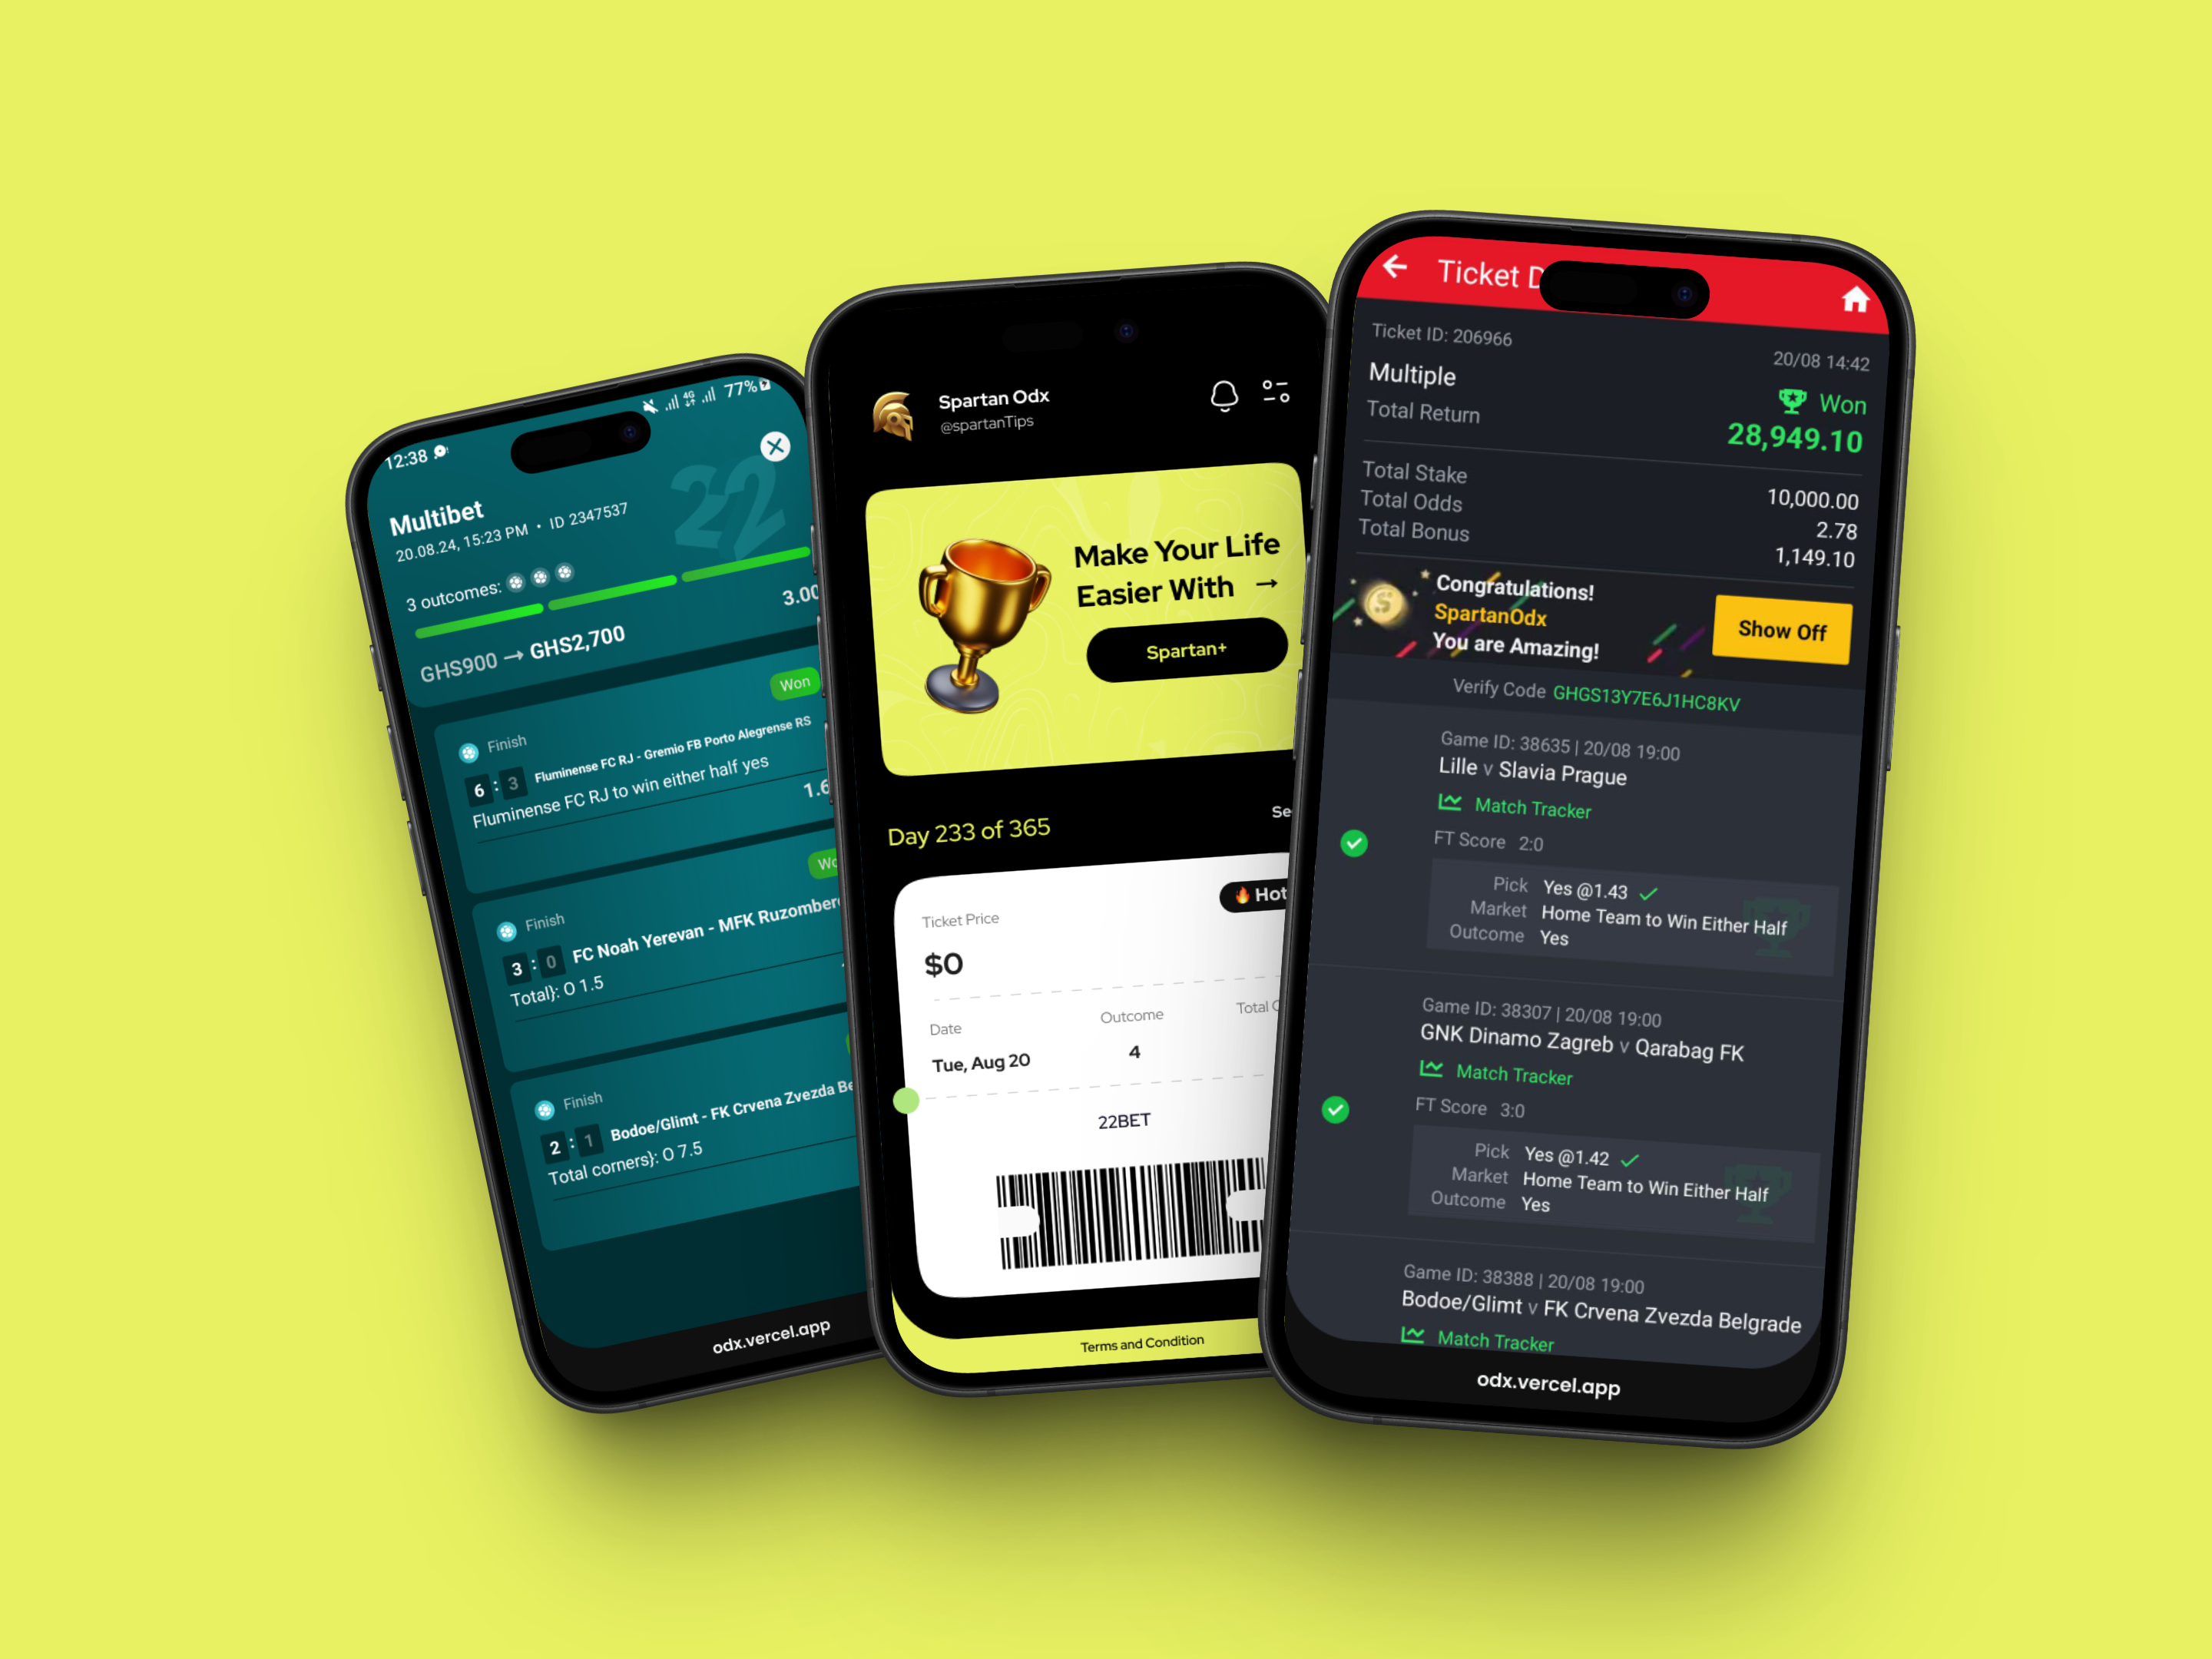 12:38
4G
77%
Multibet
20.08.24, 15:23 PM • ID 2347537
22
3 outcomes:
3.00
GHS900 → GHS2,700
Won
Finish
6 : 3 Fluminense FC RJ - Gremio FB Porto Alegrense RS
Fluminense FC RJ to win either half yes
1.6
Wo
Finish
3 : 0 FC Noah Yerevan - MFK Ruzombero
Total}: O 1.5
Finish
2 : 1 Bodoe/Glimt - FK Crvena Zvezda Be
Total corners}: O 7.5
odx.vercel.app
Spartan Odx
@spartanTips
Make Your Life
Easier With →
Spartan+
Day 233 of 365
Se
Hot
Ticket Price
$0
Date Outcome Total
Tue, Aug 20 4
22BET
Terms and Condition
Ticket D
Ticket ID: 206966 20/08 14:42
Multiple Won
Total Return 28,949.10
Total Stake 10,000.00
Total Odds 2.78
Total Bonus 1,149.10
Congratulations!
SpartanOdx
You are Amazing!
Show Off
Verify Code GHGS13Y7E6J1HC8KV
Game ID: 38635 | 20/08 19:00
Lille v Slavia Prague
Match Tracker
FT Score 2:0
Pick Yes @1.43
Market Home Team to Win Either Half
Outcome Yes
Game ID: 38307 | 20/08 19:00
GNK Dinamo Zagreb v Qarabag FK
Match Tracker
FT Score 3:0
Pick Yes @1.42
Market Home Team to Win Either Half
Outcome Yes
Game ID: 38388 | 20/08 19:00
Bodoe/Glimt v FK Crvena Zvezda Belgrade
Match Tracker
odx.vercel.app